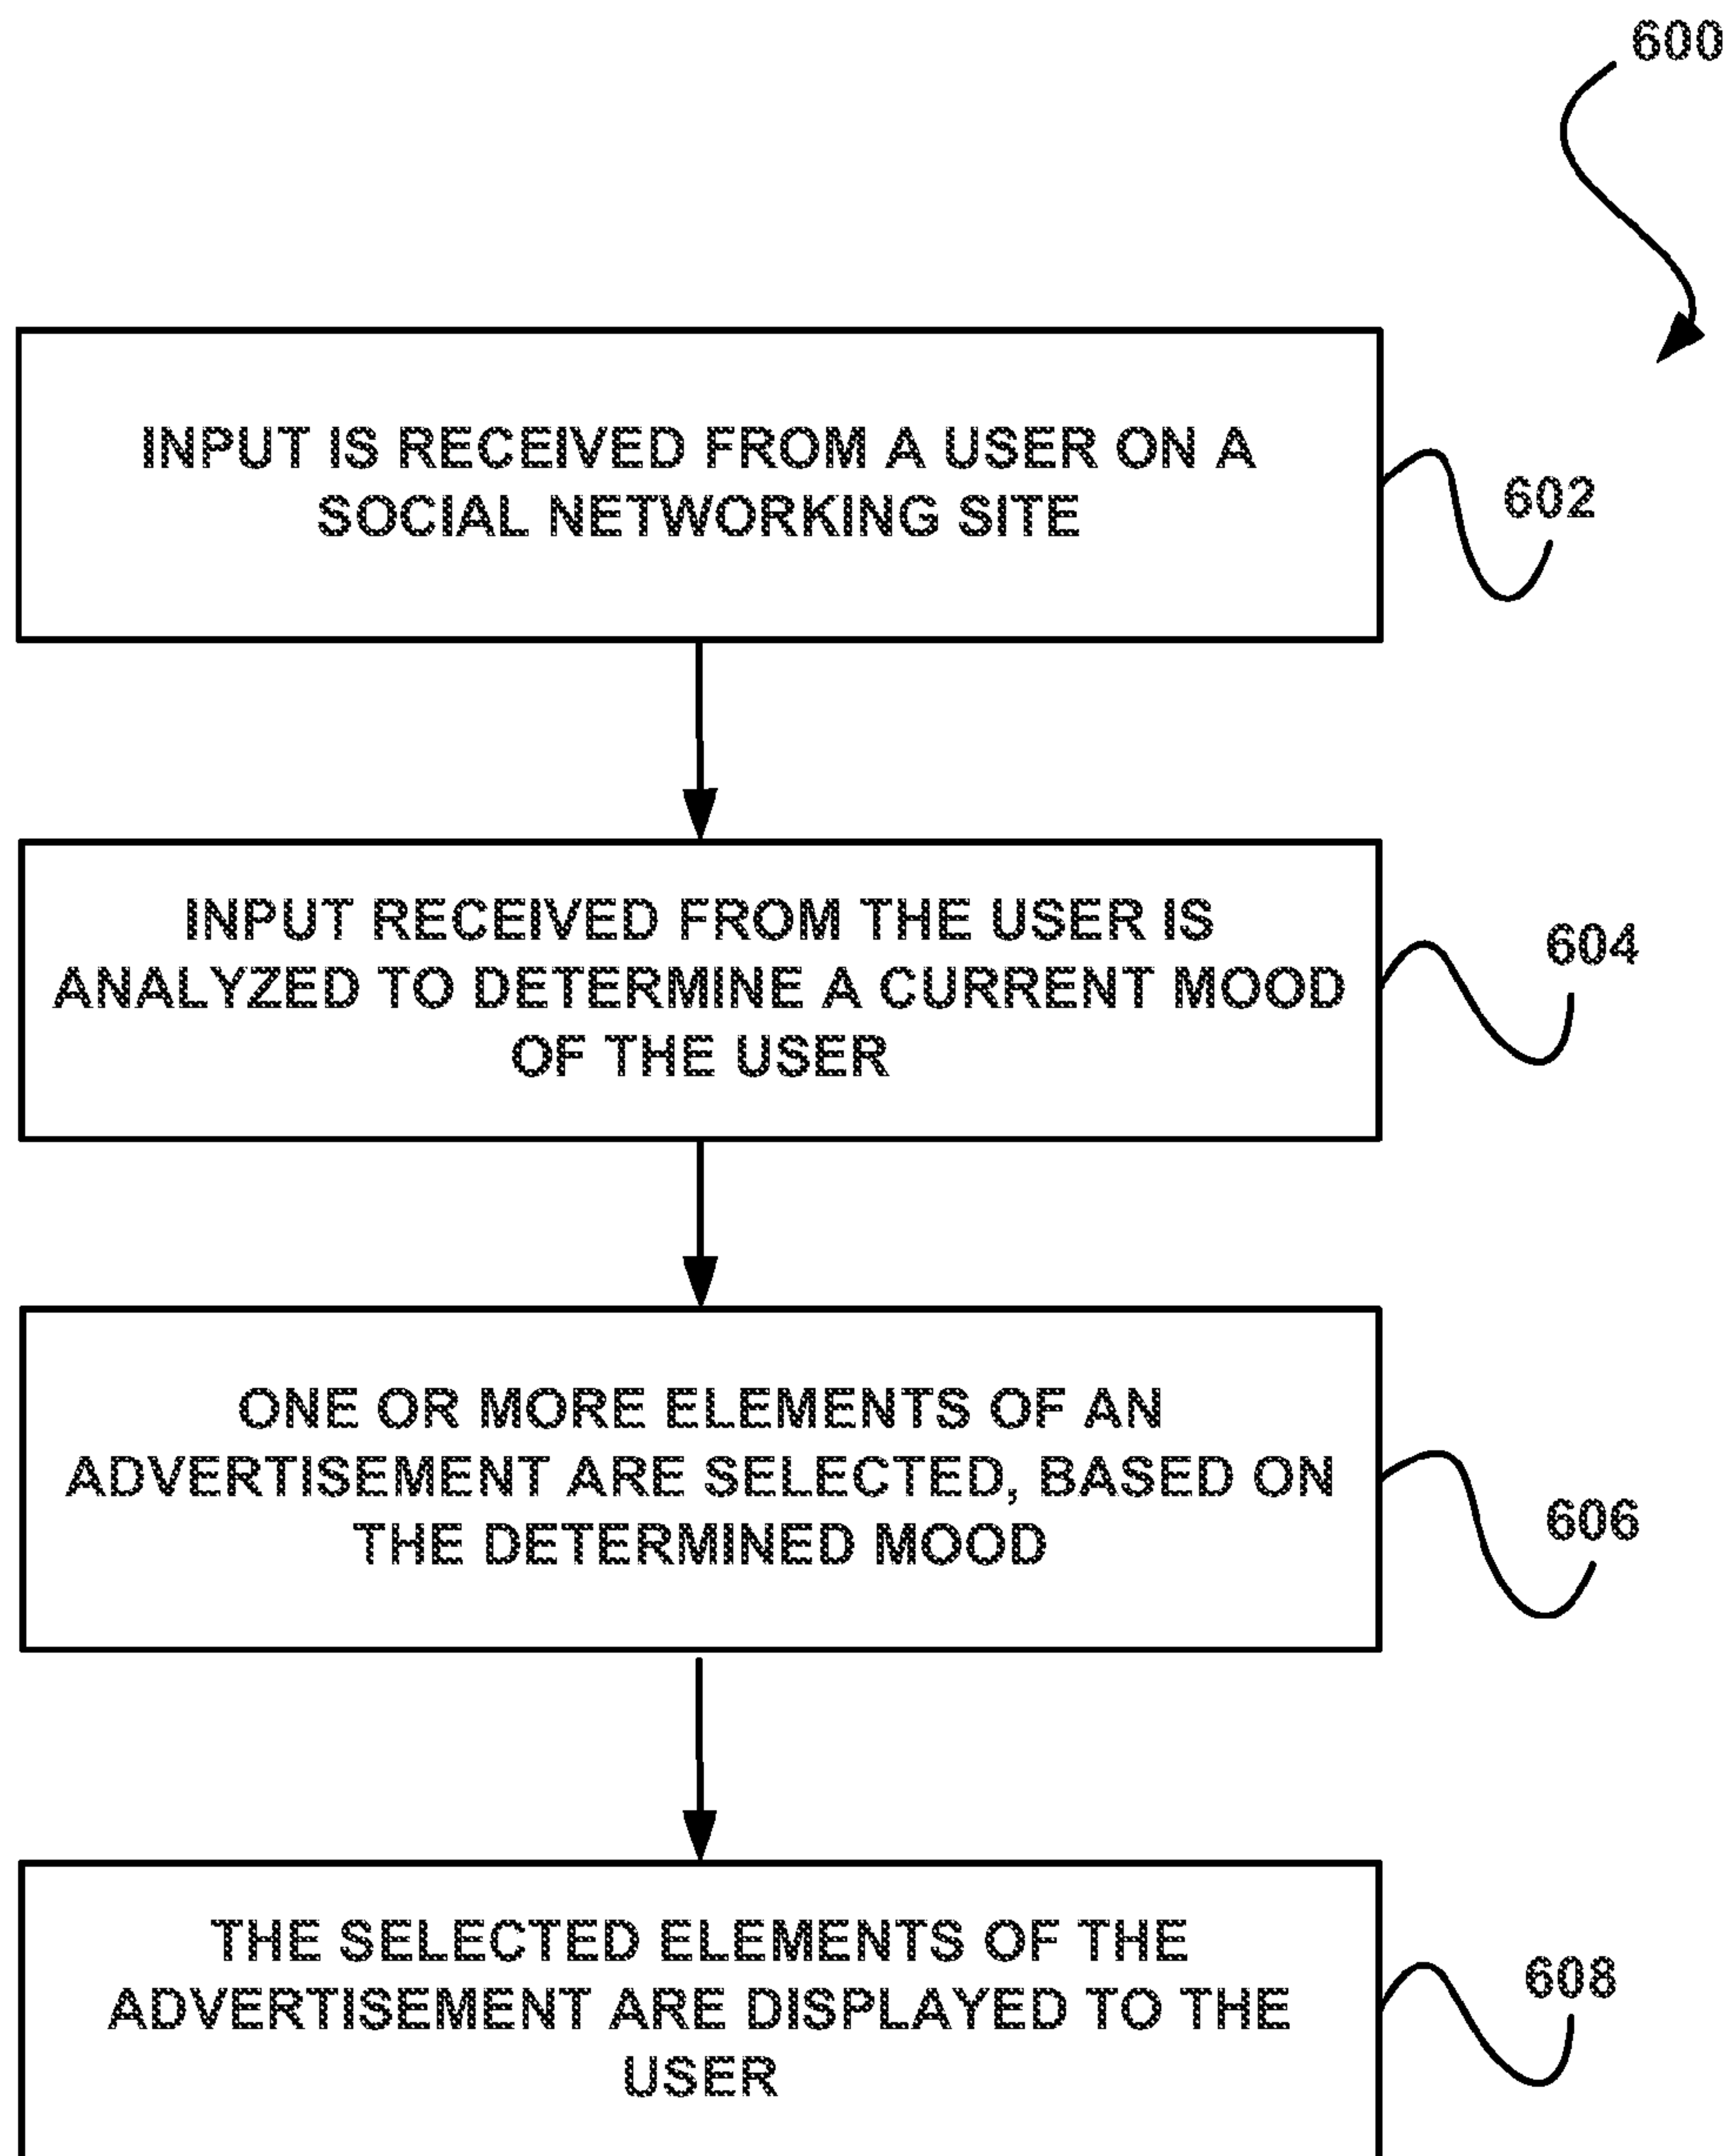 600
INPUT IS RECEIVED FROM A USER ON A
SOCIAL NETWORKING SITE
602
INPUT RECEIVED FROM THE USER IS
ANALYZED TO DETERMINE A CURRENT MOOD
OF THE USER
604
ONE OR MORE ELEMENTS OF AN
ADVERTISEMENT ARE SELECTED, BASED ON
THE DETERMINED MOOD
606
THE SELECTED ELEMENTS OF THE
ADVERTISEMENT ARE DISPLAYED TO THE
USER
608